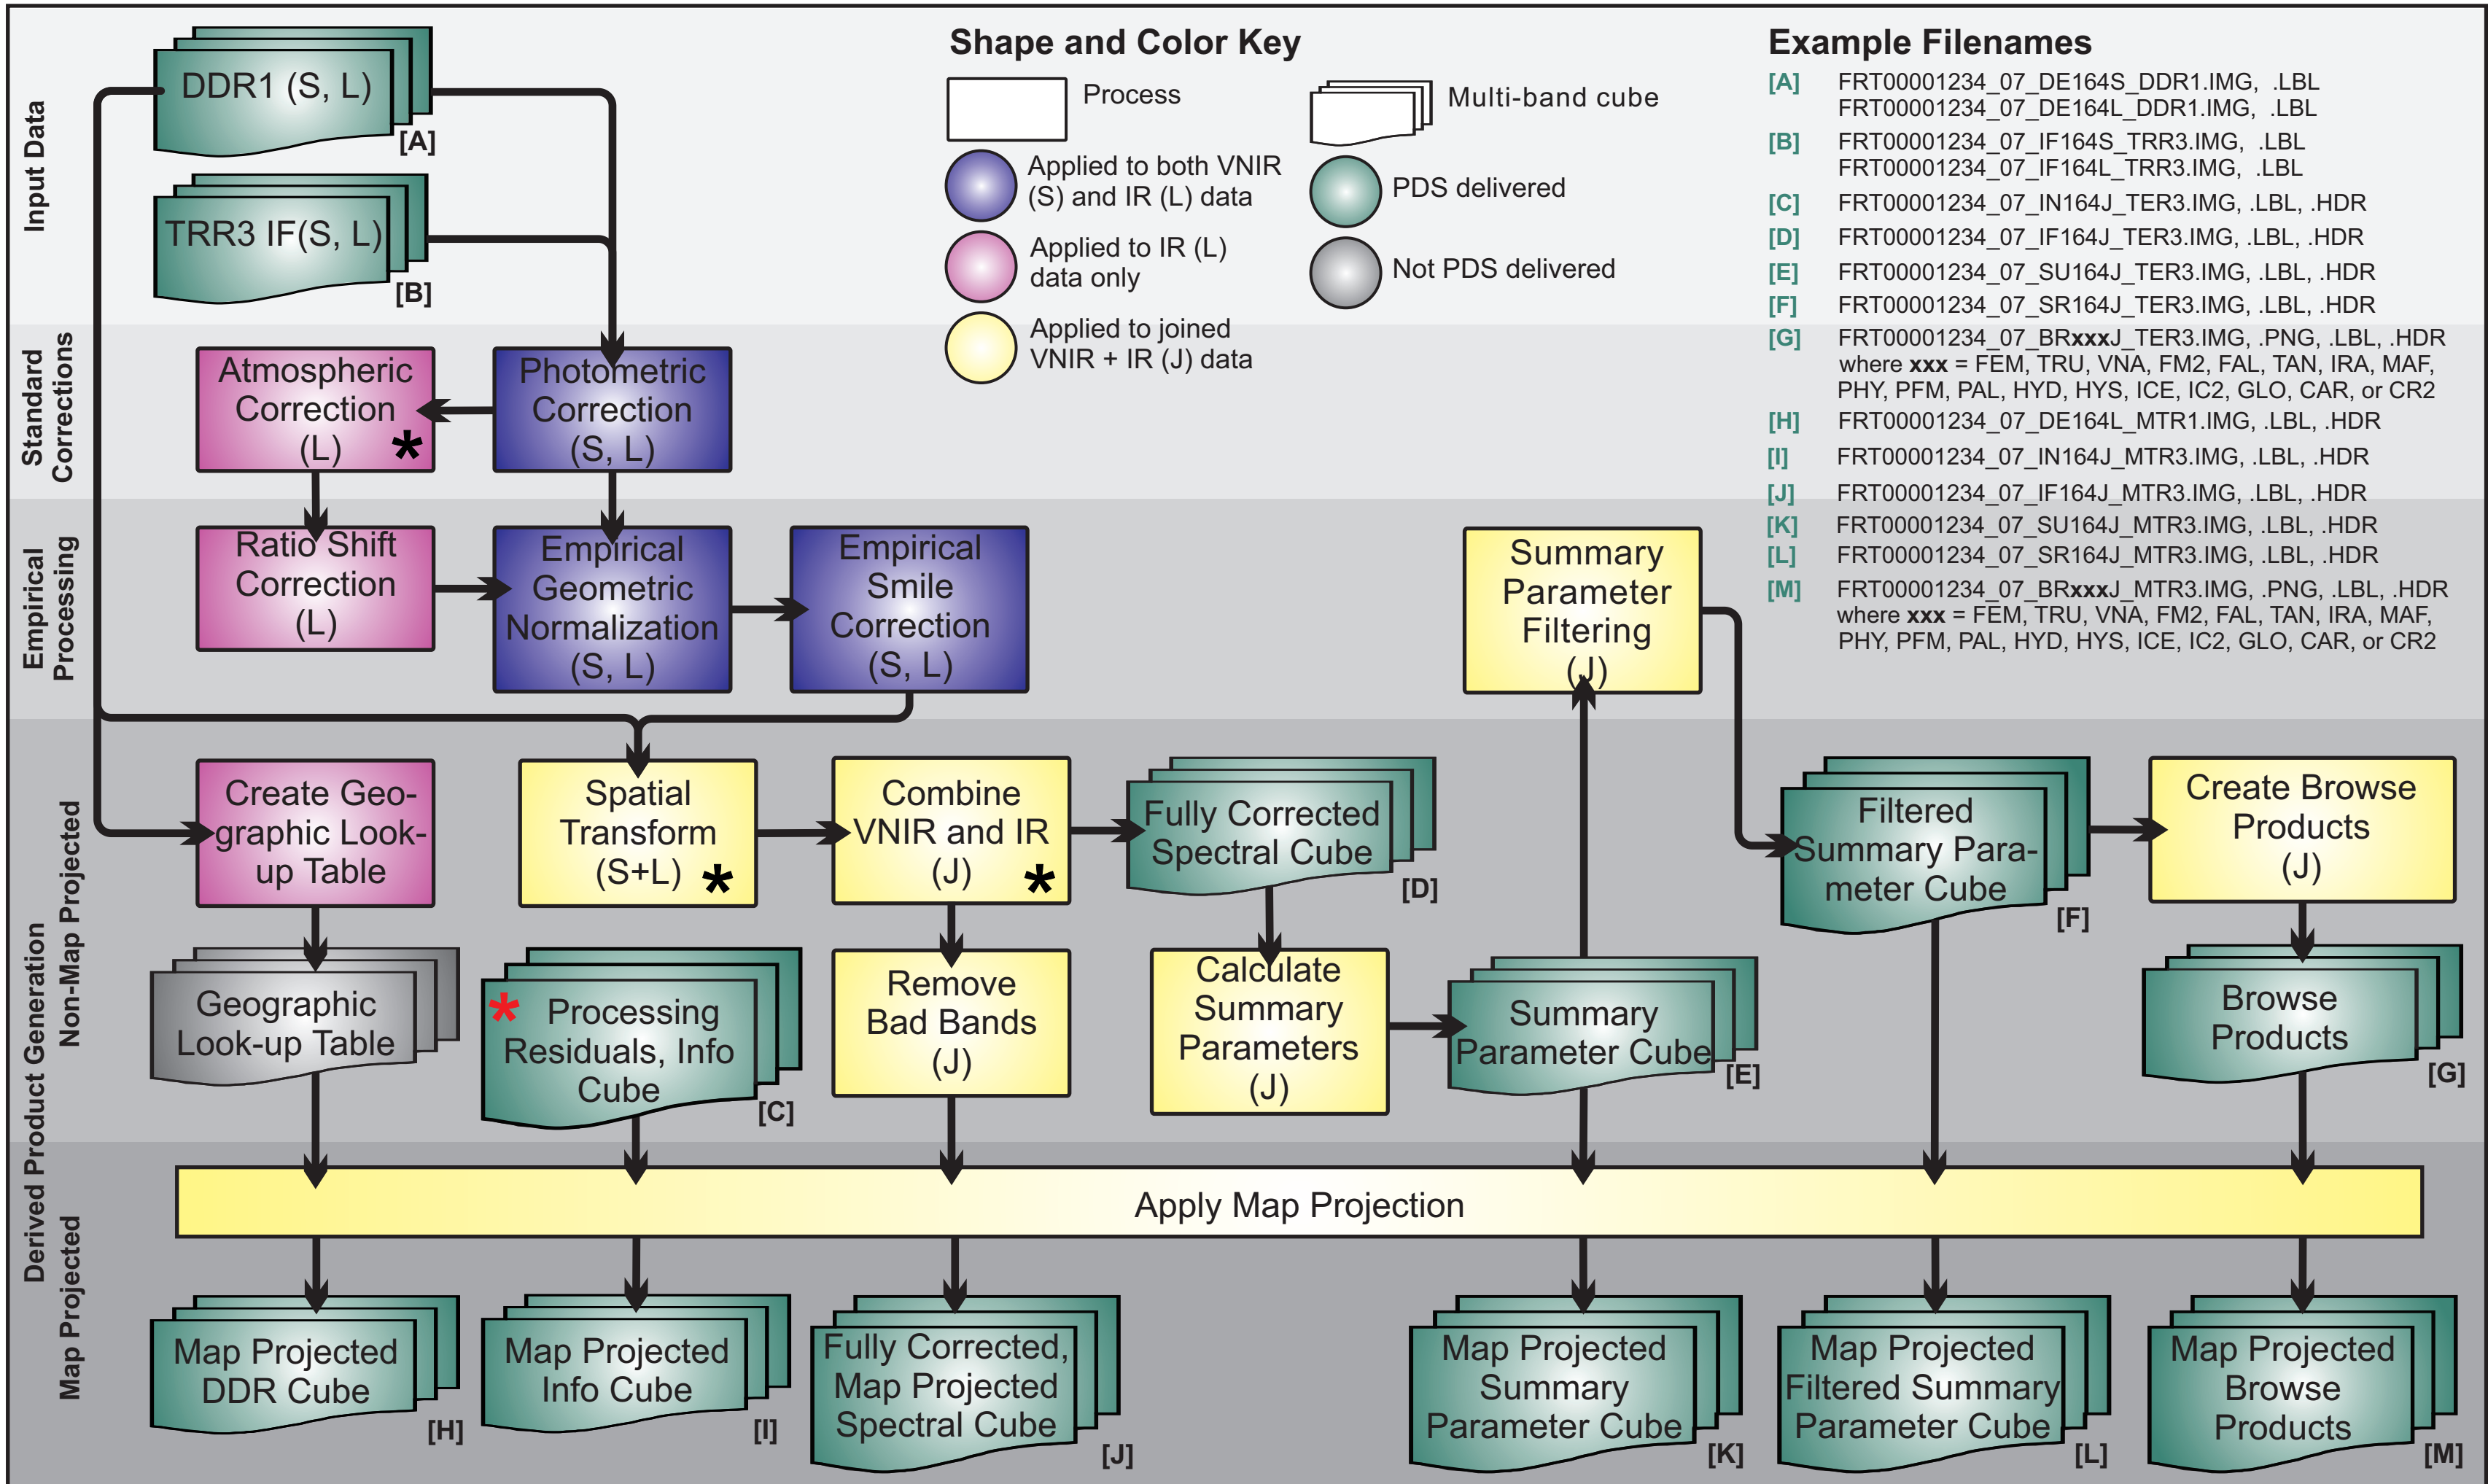 Input Data
DDR1 (S, L)
[A]
TRR3 IF(S, L)
[B]
Shape and Color Key
Process
Multi-band cube
Applied to both VNIR
(S) and IR (L) data
PDS delivered
Applied to IR (L)
data only
Not PDS delivered
Applied to joined
VNIR + IR (J) data
Example Filenames
[A] FRT00001234_07_DE164S_DDR1.IMG, .LBL
FRT00001234_07_DE164L_DDR1.IMG, .LBL
[B] FRT00001234_07_IF164S_TRR3.IMG, .LBL
FRT00001234_07_IF164L_TRR3.IMG, .LBL
[C] FRT00001234_07_IN164J_TER3.IMG, .LBL, .HDR
[D] FRT00001234_07_IF164J_TER3.IMG, .LBL, .HDR
[E] FRT00001234_07_SU164J_TER3.IMG, .LBL, .HDR
[F] FRT00001234_07_SR164J_TER3.IMG, .LBL, .HDR
[G] FRT00001234_07_BRxxxJ_TER3.IMG, .PNG, .LBL, .HDR
where xxx = FEM, TRU, VNA, FM2, FAL, TAN, IRA, MAF,
PHY, PFM, PAL, HYD, HYS, ICE, IC2, GLO, CAR, or CR2
[H] FRT00001234_07_DE164L_MTR1.IMG, .LBL, .HDR
[I] FRT00001234_07_IN164J_MTR3.IMG, .LBL, .HDR
[J] FRT00001234_07_IF164J_MTR3.IMG, .LBL, .HDR
[K] FRT00001234_07_SU164J_MTR3.IMG, .LBL, .HDR
[L] FRT00001234_07_SR164J_MTR3.IMG, .LBL, .HDR
[M] FRT00001234_07_BRxxxJ_MTR3.IMG, .PNG, .LBL, .HDR
where xxx = FEM, TRU, VNA, FM2, FAL, TAN, IRA, MAF,
PHY, PFM, PAL, HYD, HYS, ICE, IC2, GLO, CAR, or CR2
Standard
Corrections
Atmospheric
Correction
(L) *
Photometric
Correction
(S, L)
Empirical
Processing
Ratio Shift
Correction
(L)
Empirical
Geometric
Normalization
(S, L)
Empirical
Smile
Correction
(S, L)
Summary
Parameter
Filtering
(J)
Derived Product Generation
Non-Map Projected
Create Geo-
graphic Look-
up Table
Spatial
Transform
(S+L) *
Combine
VNIR and IR
(J) *
Fully Corrected
Spectral Cube
[D]
Filtered
Summary Para-
meter Cube
[F]
Create Browse
Products
(J)
Geographic
Look-up Table
* Processing
Residuals, Info
Cube
[C]
Remove
Bad Bands
(J)
Calculate
Summary
Parameters
(J)
Summary
Parameter Cube
[E]
Browse
Products
[G]
Map Projected
Apply Map Projection
Map Projected
DDR Cube
[H]
Map Projected
Info Cube
[I]
Fully Corrected,
Map Projected
Spectral Cube
[J]
Map Projected
Summary
Parameter Cube
[K]
Map Projected
Filtered Summary
Parameter Cube
[L]
Map Projected
Browse
Products
[M]